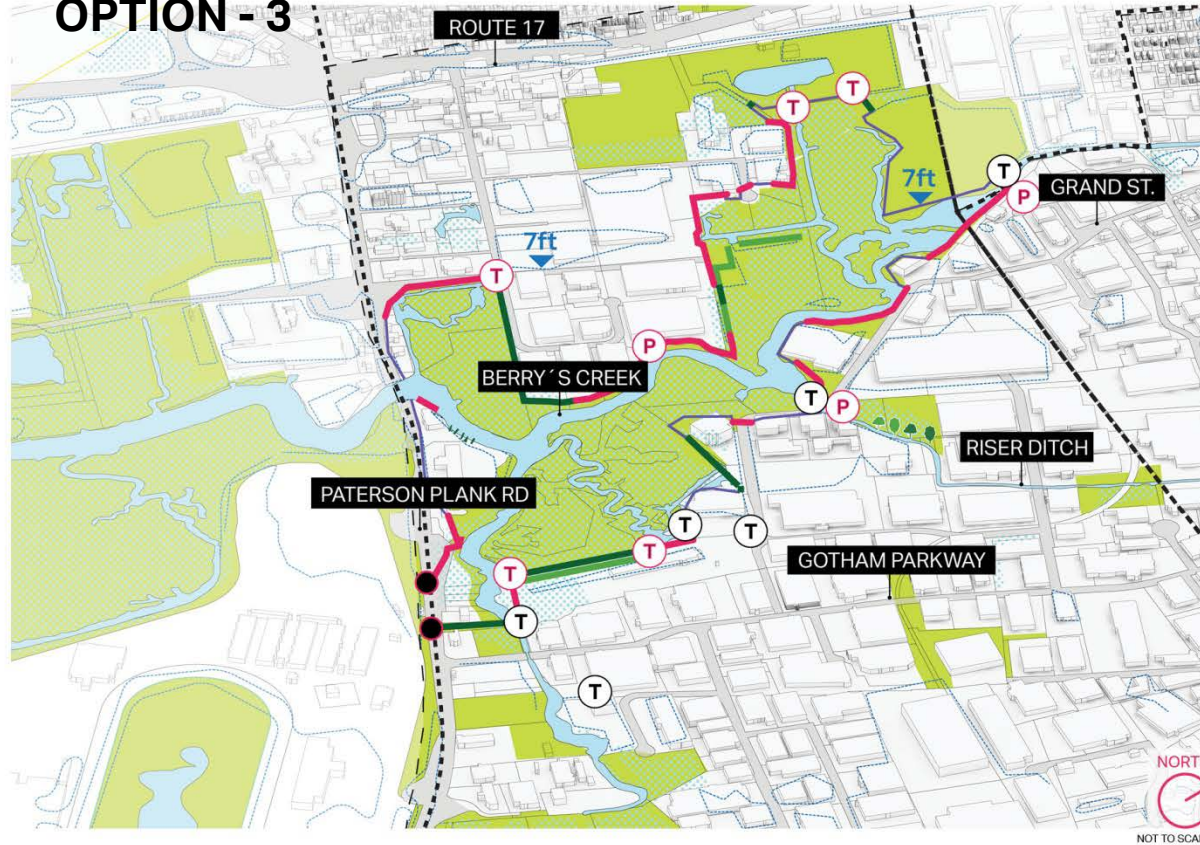 OPTION - 3
ROUTE 17
T
T
7ft
T
P
GRAND ST.
7ft
T
P
BERRY´S CREEK
T
P
RISER DITCH
PATERSON PLANK RD
T
T
T
T
GOTHAM PARKWAY
T
T
NORT
NOT TO SCA